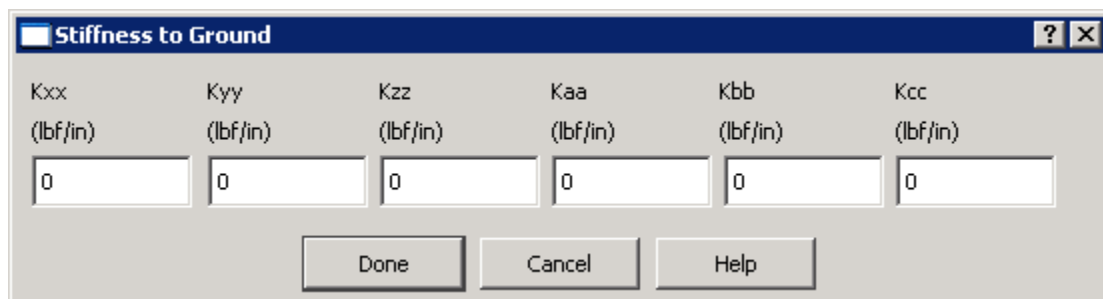 Stiffness to Ground ?
Kxx Kyy Kzz Kaa Kbb Kcc
(lbf/in) (lbf/in) (lbf/in) (lbf/in) (lbf/in) (lbf/in)
0 0 0 0 0 0
Done Cancel Help